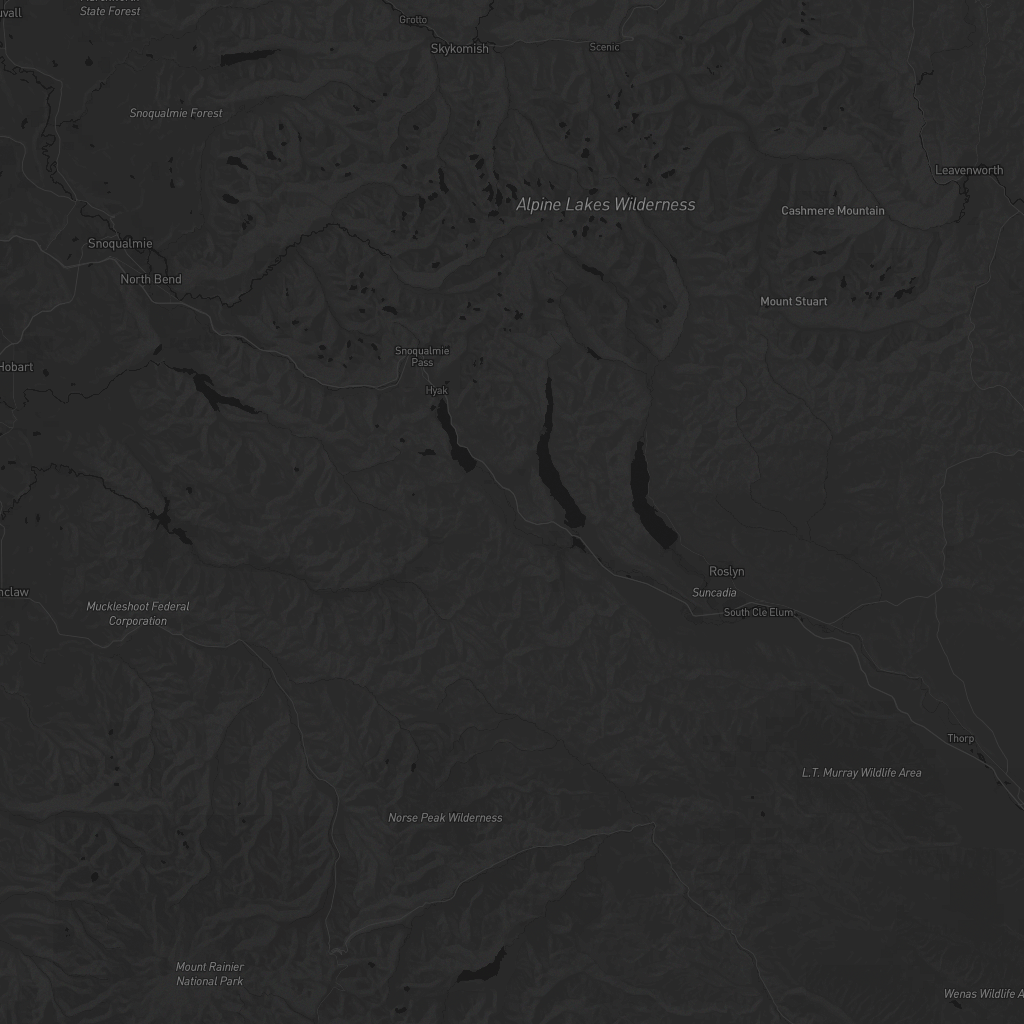 State Forest
Grotto
Skykomish
Scenic
Snoqualmie Forest
Leavenworth
Alpine Lakes Wilderness
Cashmere Mountain
Snoqualmie
North Bend
Mount Stuart
Snoqualmie
Pass
Hobart
Hyak
Roslyn
Suncadia
South Cle Elum
Muckleshoot Federal
Corporation
Thorp
L.T. Murray Wildlife Area
Norse Peak Wilderness
Mount Rainier
National Park
Wenas Wildlife A